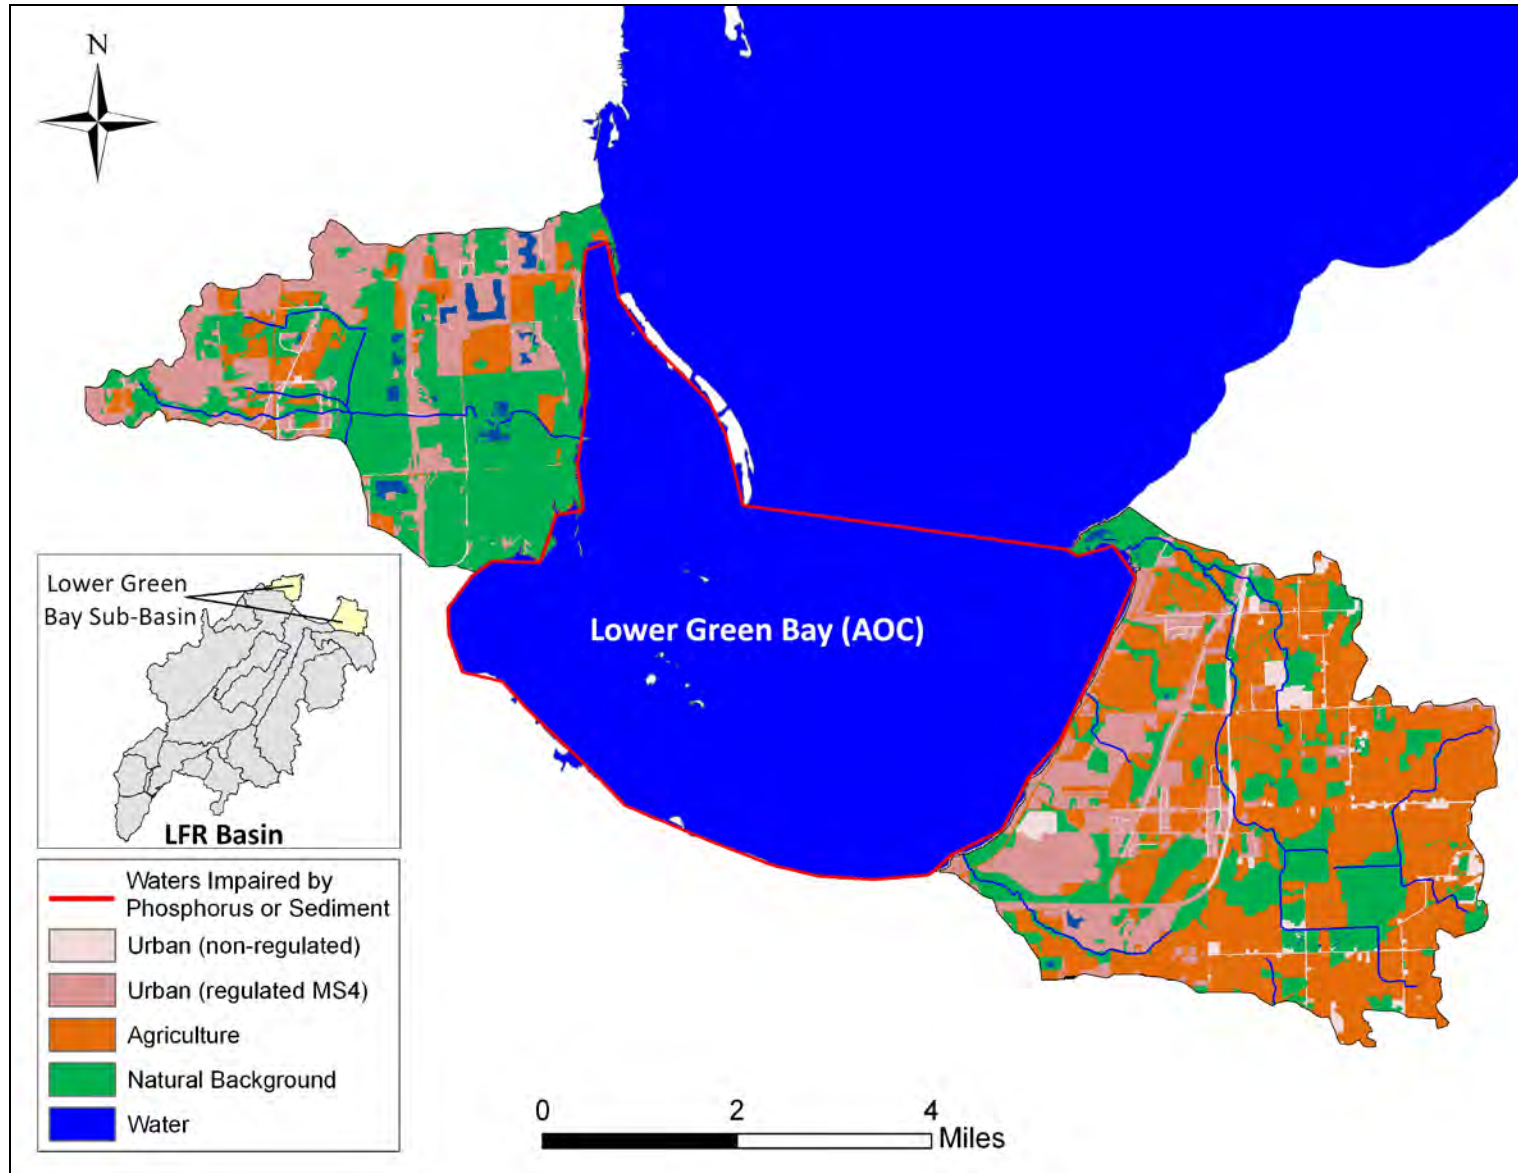 N
Lower Green Bay (AOC)
Lower Green
Bay Sub-Basin
LFR Basin
Waters Impaired by
Phosphorus or Sediment
Urban (non-regulated)
Urban (regulated MS4)
Agriculture
Natural Background
Water
0 2 4
Miles